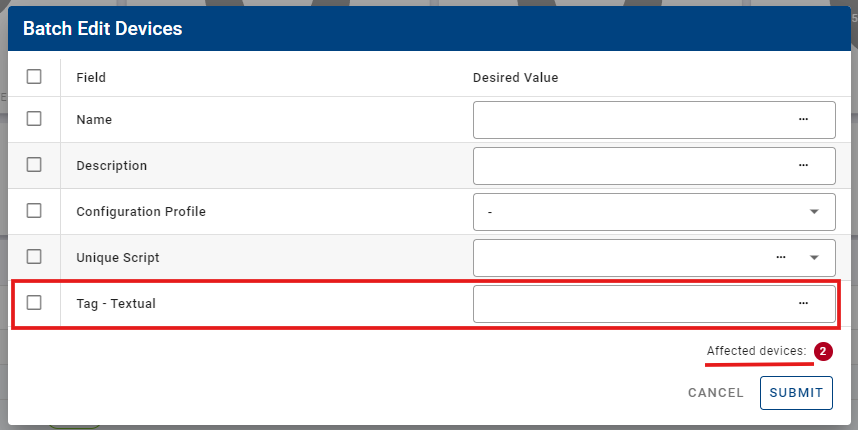 Batch Edit Devices
Field Desired Value
Name ...
Description ...
Configuration Profile -
Unique Script ...
Tag - Textual ...
Affected devices: 2
CANCEL SUBMIT